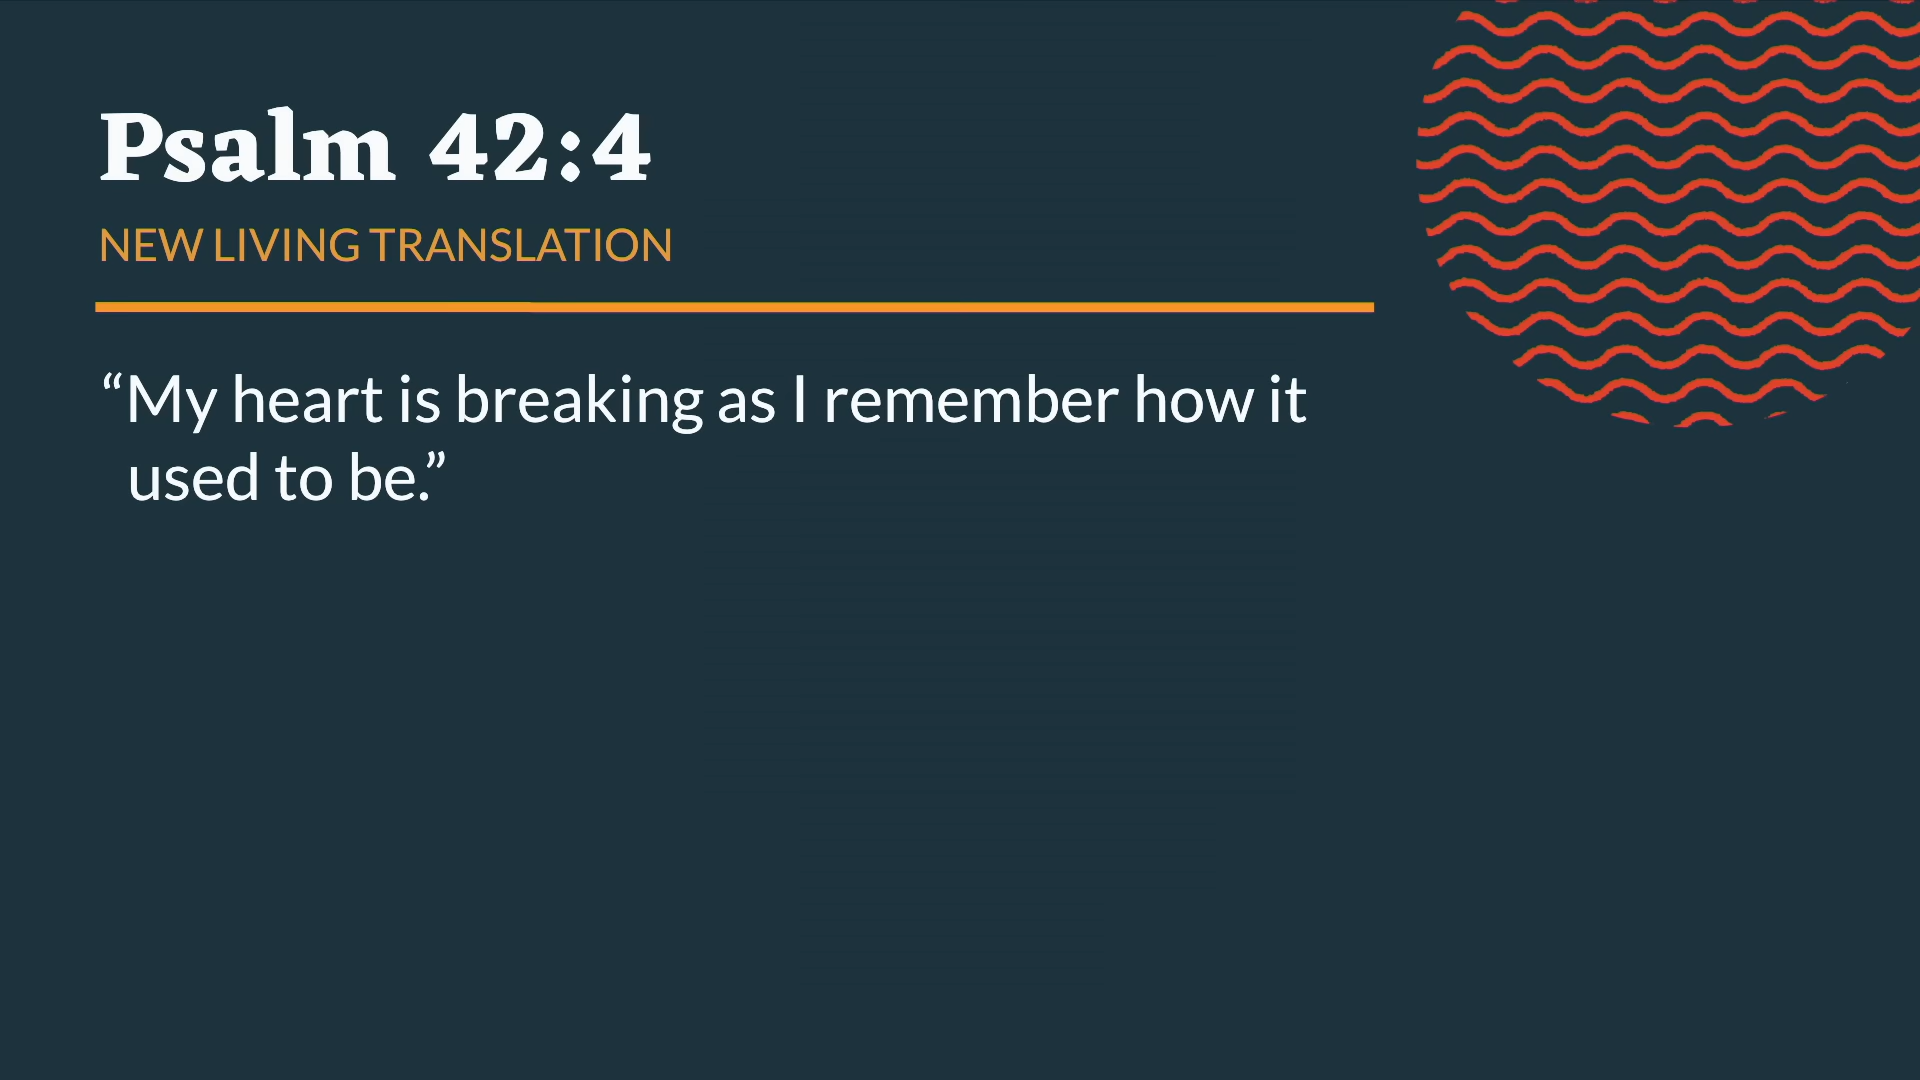 Psalm 42:4
NEW LIVING TRANSLATION
“My heart is breaking as I remember how it
used to be.”